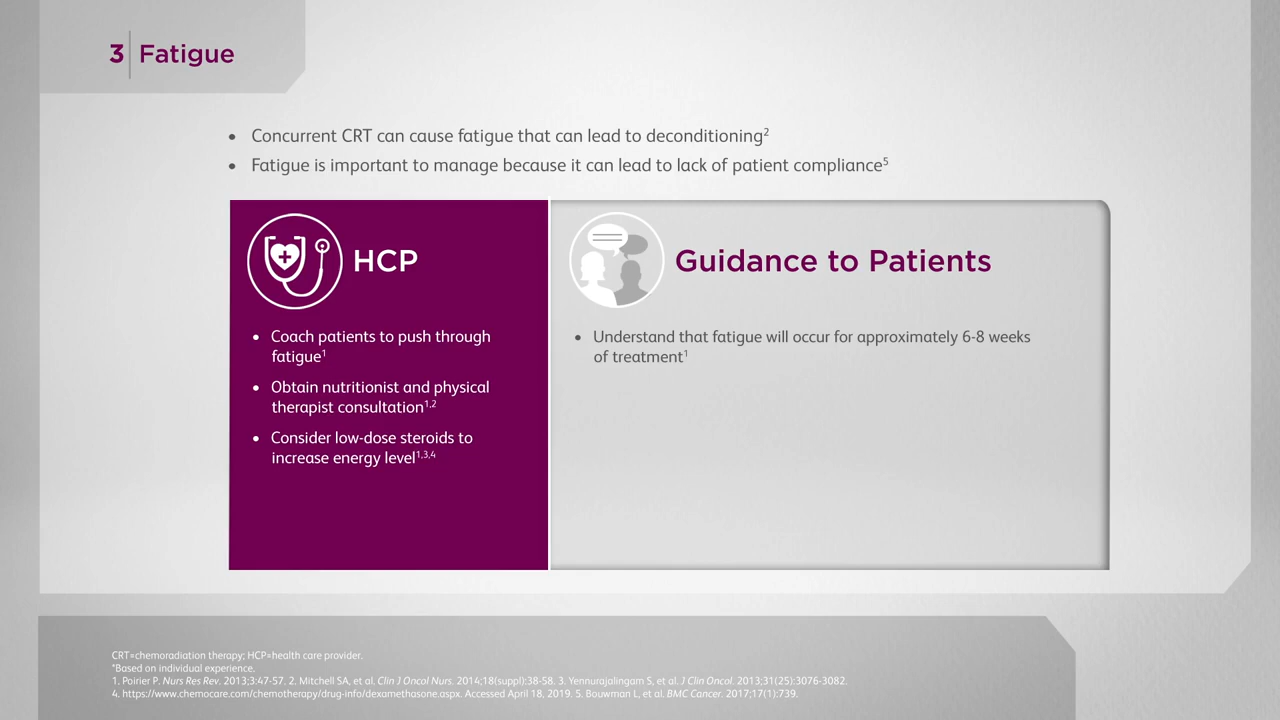 3 Fatigue
• Concurrent CRT can cause fatigue that can lead to deconditioning2
• Fatigue is important to manage because it can lead to lack of patient compliance5
HCP
• Coach patients to push through
fatigue1
• Obtain nutritionist and physical
therapist consultation1,2
• Consider low-dose steroids to
increase energy level1,3,4
Guidance to Patients
• Understand that fatigue will occur for approximately 6-8 weeks
of treatment1
CRT=chemoradiation therapy; HCP=health care provider.
*Based on individual experience.
1. Poirier P. Nurs Res Rev. 2013;3:47-57. 2. Mitchell SA, et al. Clin J Oncol Nurs. 2014;18(suppl):38-58. 3. Yennurajalingam S, et al. J Clin Oncol. 2013;31(25):3076-3082.
4. https://www.chemocare.com/chemotherapy/drug-info/dexamethasone.aspx. Accessed April 18, 2019. 5. Bouwman L, et al. BMC Cancer. 2017;17(1):739.